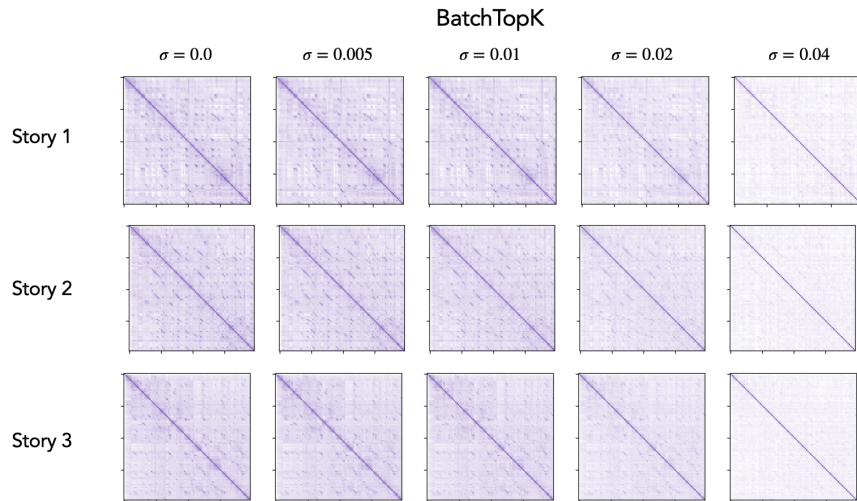 BatchTopK
σ = 0.0 σ = 0.005 σ = 0.01 σ = 0.02 σ = 0.04
Story 1
Story 2
Story 3